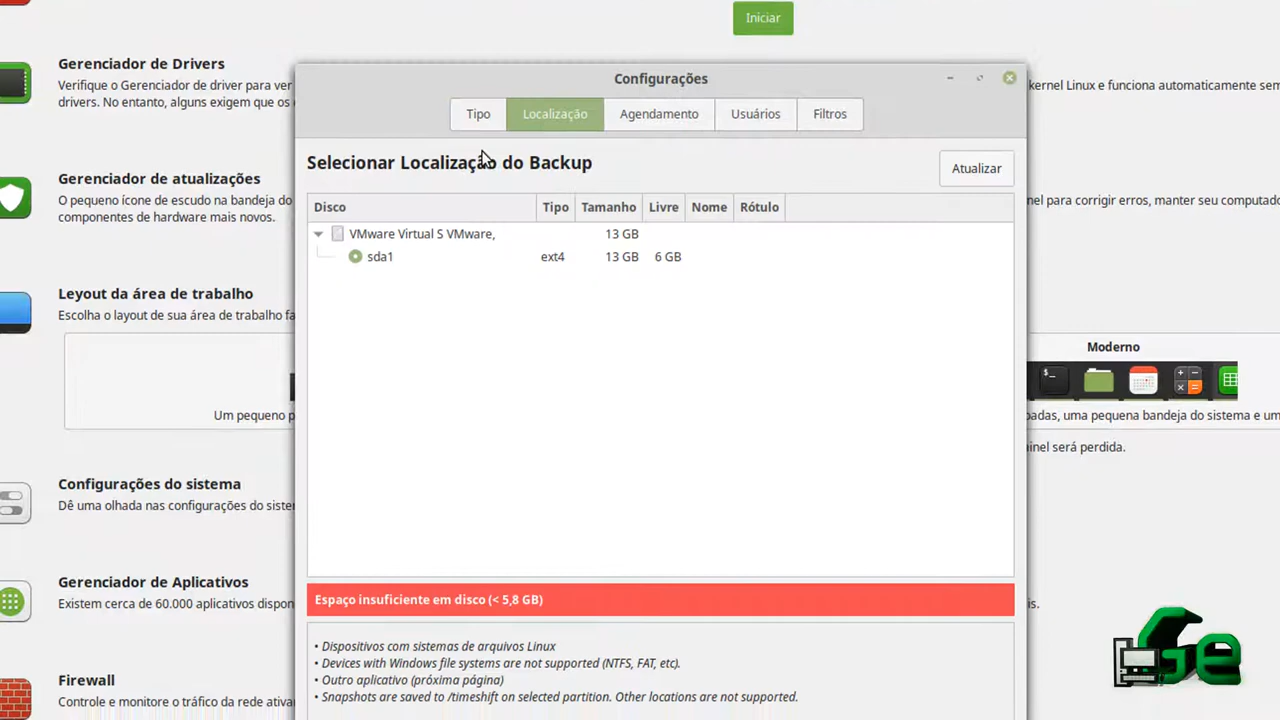 Iniciar
Gerenciador de Drivers
Verifique o Gerenciador de driver para ver
kernel Linux e funciona automaticamente sem
drivers. No entanto, alguns exigem que os
Configurações
Tipo Localização Agendamento Usuários Filtros
Selecionar Localização do Backup
Atualizar
Gerenciador de atualizações
O pequeno ícone de escudo na bandeja do
nel para corrigir erros, manter seu computado
componentes de hardware mais novos.
Disco Tipo Tamanho Livre Nome Rótulo
VMware Virtual S VMware, 13 GB
sda1 ext4 13 GB 6 GB
Layout da área de trabalho
Escolha o layout de sua área de trabalho fa
Moderno
Um pequeno p
padas, uma pequena bandeja do sistema e um
ainel será perdida.
Configurações do sistema
Dê uma olhada nas configurações do siste
Gerenciador de Aplicativos
Existem cerca de 60.000 aplicativos dispon
is.
Espaço insuficiente em disco (< 5,8 GB)
• Dispositivos com sistemas de arquivos Linux
• Devices with Windows file systems are not supported (NTFS, FAT, etc).
• Outro aplicativo (próxima página)
• Snapshots are saved to /timeshift on selected partition. Other locations are not supported.
Firewall
Controle e monitore o tráfico da rede ativa
Ge